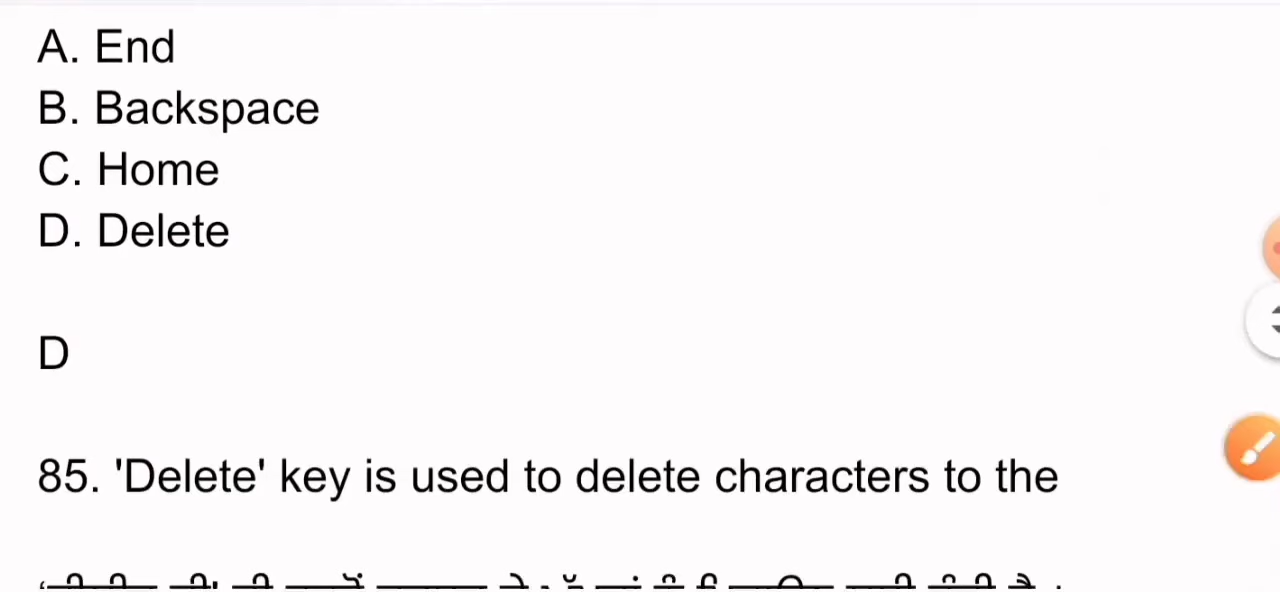 A. End
B. Backspace
C. Home
D. Delete
D
85. 'Delete' key is used to delete characters to the